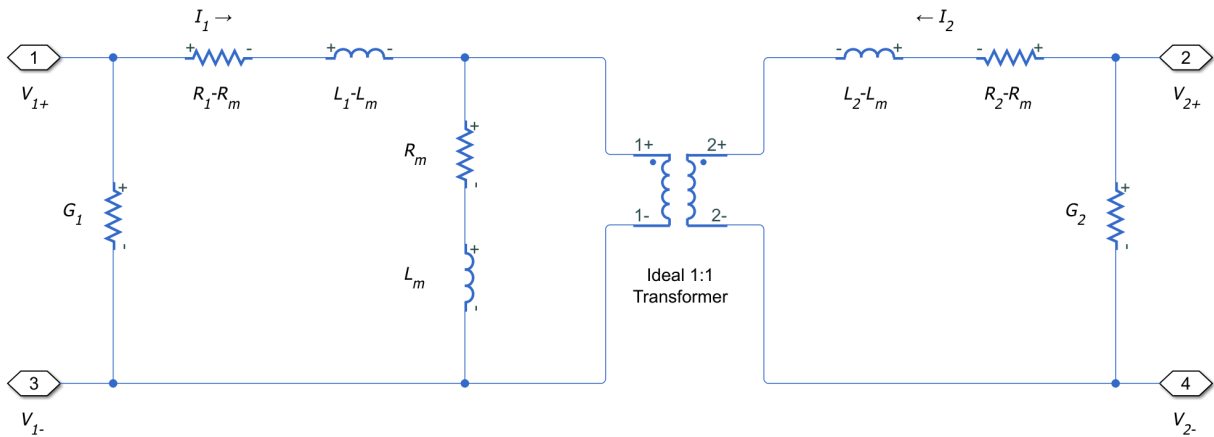 I1 → ← I2
+ - + - - + - +
1 2
V1+ R1-Rm L1-Lm L2-Lm R2-Rm V2+
+
Rm 1+ 2+
-
+ +
G1 1- 2- G2
- -
+
Lm Ideal 1:1
Transformer
-
3 4
V1- V2-